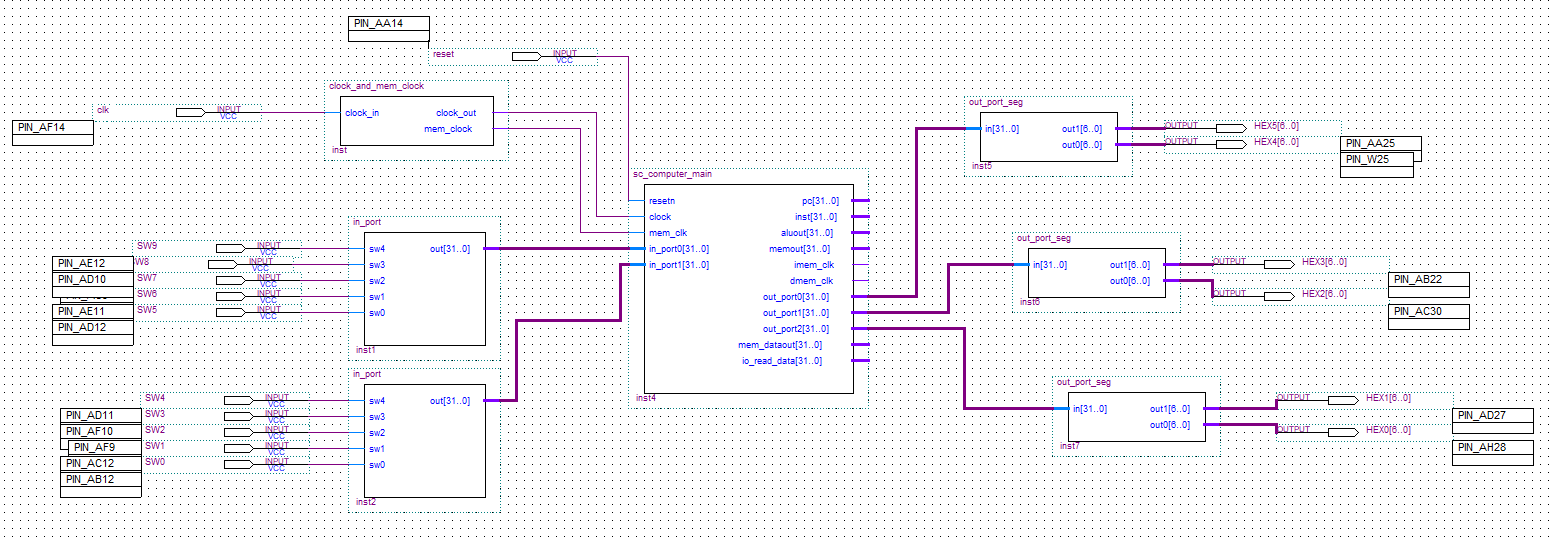 PIN_AA14
reset
INPUT
VCC
clk
INPUT
VCC
PIN_AF14
clock_and_mem_clock
clock_in
clock_out
mem_clock
inst
in_port
SW9
INPUT
VCC
W8
INPUT
VCC
SW7
INPUT
VCC
SW6
INPUT
VCC
SW5
INPUT
VCC
PIN_AE12
PIN_AD10
PIN_AE11
PIN_AD12
sw4
sw3
sw2
sw1
sw0
out[31..0]
inst1
in_port
SW4
INPUT
VCC
SW3
INPUT
VCC
SW2
INPUT
VCC
SW1
INPUT
VCC
SW0
INPUT
VCC
PIN_AD11
PIN_AF10
PIN_AF9
PIN_AC12
PIN_AB12
sw4
sw3
sw2
sw1
sw0
out[31..0]
inst2
sc_computer_main
resetn
clock
mem_clk
in_port0[31..0]
in_port1[31..0]
pc[31..0]
inst[31..0]
aluout[31..0]
memout[31..0]
imem_clk
dmem_clk
out_port0[31..0]
out_port1[31..0]
out_port2[31..0]
mem_dataout[31..0]
io_read_data[31..0]
inst4
out_port_seg
in[31..0]
out1[6..0]
out0[6..0]
inst5
OUTPUT
HEX5[6..0]
OUTPUT
HEX4[6..0]
PIN_AA25
PIN_W25
out_port_seg
in[31..0]
out1[6..0]
out0[6..0]
inst6
OUTPUT
HEX3[6..0]
OUTPUT
HEX2[6..0]
PIN_AB22
PIN_AC30
out_port_seg
in[31..0]
out1[6..0]
out0[6..0]
inst7
OUTPUT
HEX1[6..0]
OUTPUT
HEX0[6..0]
PIN_AD27
PIN_AH28